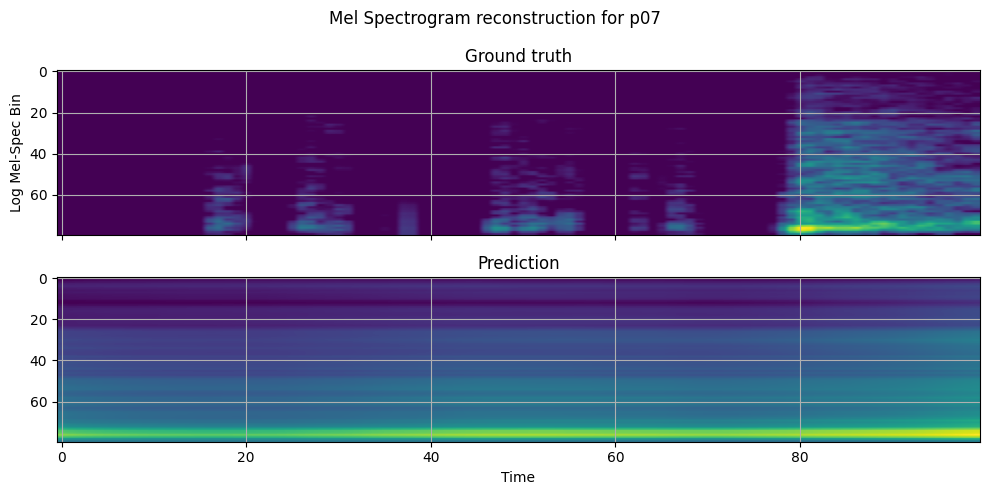 Mel Spectrogram reconstruction for p07
Ground truth
0
20
40
60
Log Mel-Spec Bin
Prediction
0
20
40
60
0 20 40 60 80
Time